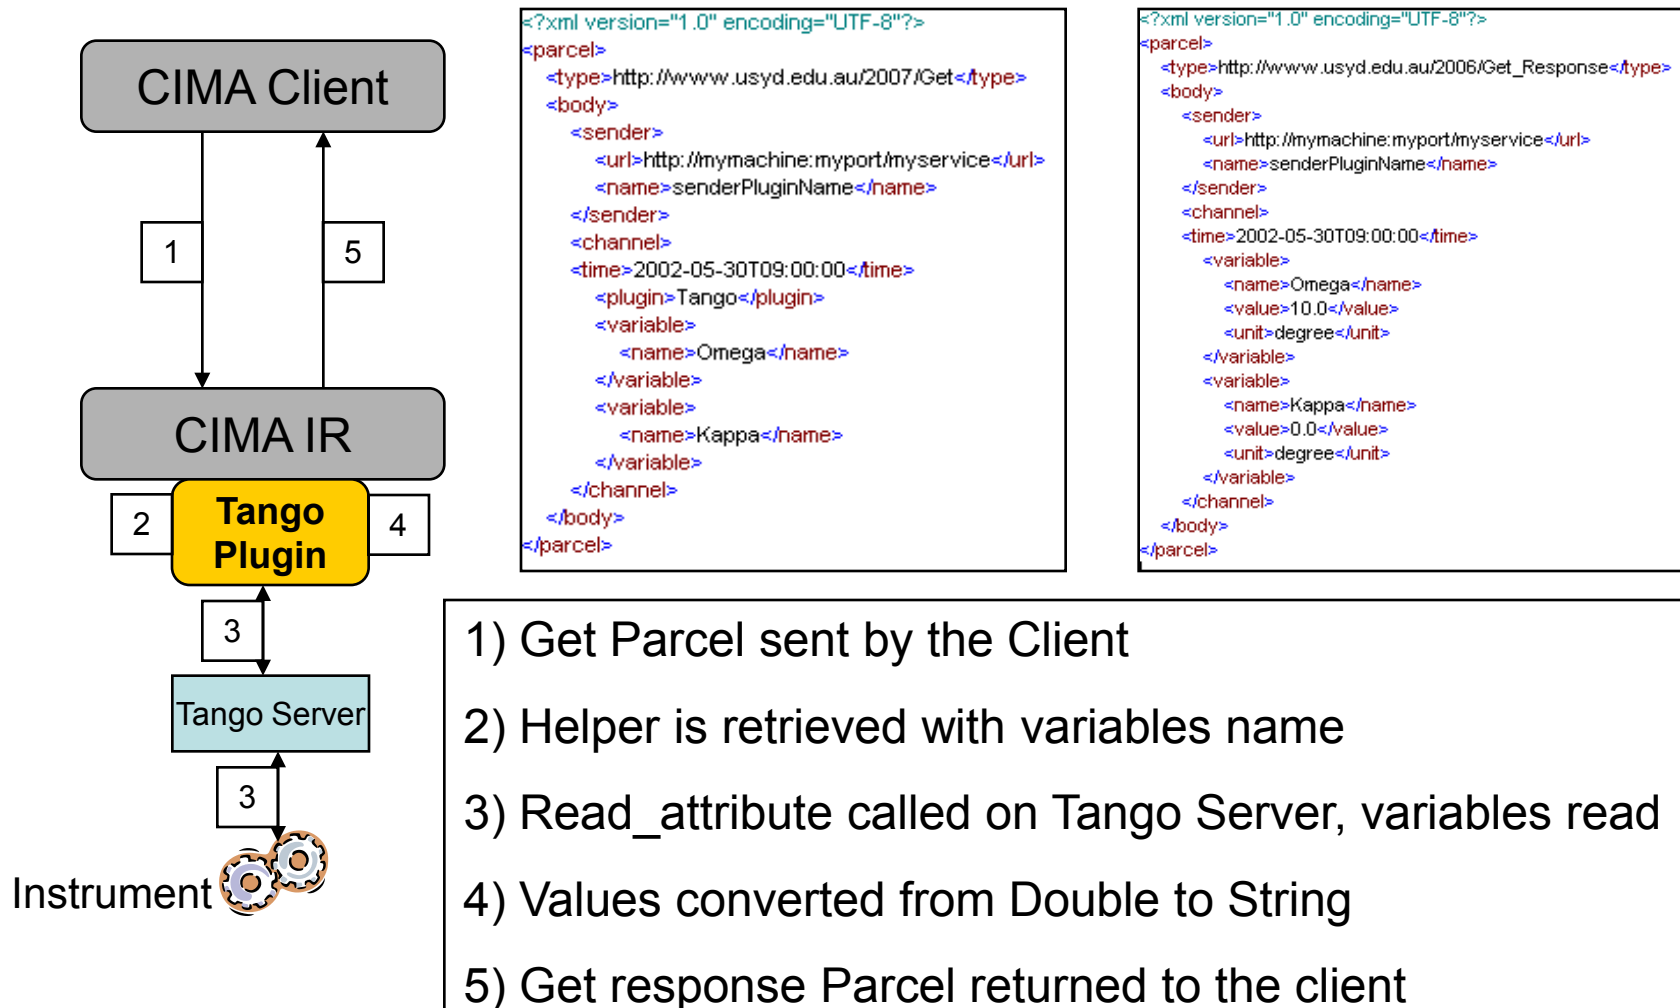 CIMA Client
1
5
CIMA IR
2
Tango
Plugin
4
3
Tango Server
3
Instrument
<?xml version="1.0" encoding="UTF-8"?>
<parcel>
<type>http://www.usyd.edu.au/2007/Get</type>
<body>
<sender>
<url>http://mymachine:myport/myservice</url>
<name>senderPluginName</name>
</sender>
<channel>
<time>2002-05-30T09:00:00</time>
<plugin>Tango</plugin>
<variable>
<name>Omega</name>
</variable>
<variable>
<name>Kappa</name>
</variable>
</channel>
</body>
</parcel>
<?xml version="1.0" encoding="UTF-8"?>
<parcel>
<type>http://www.usyd.edu.au/2006/Get_Response</type>
<body>
<sender>
<url>http://mymachine:myport/myservice</url>
<name>senderPluginName</name>
</sender>
<channel>
<time>2002-05-30T09:00:00</time>
<variable>
<name>Omega</name>
<value>10.0</value>
<unit>degree</unit>
</variable>
<variable>
<name>Kappa</name>
<value>0.0</value>
<unit>degree</unit>
</variable>
</channel>
</body>
</parcel>
1) Get Parcel sent by the Client
2) Helper is retrieved with variables name
3) Read_attribute called on Tango Server, variables read
4) Values converted from Double to String
5) Get response Parcel returned to the client